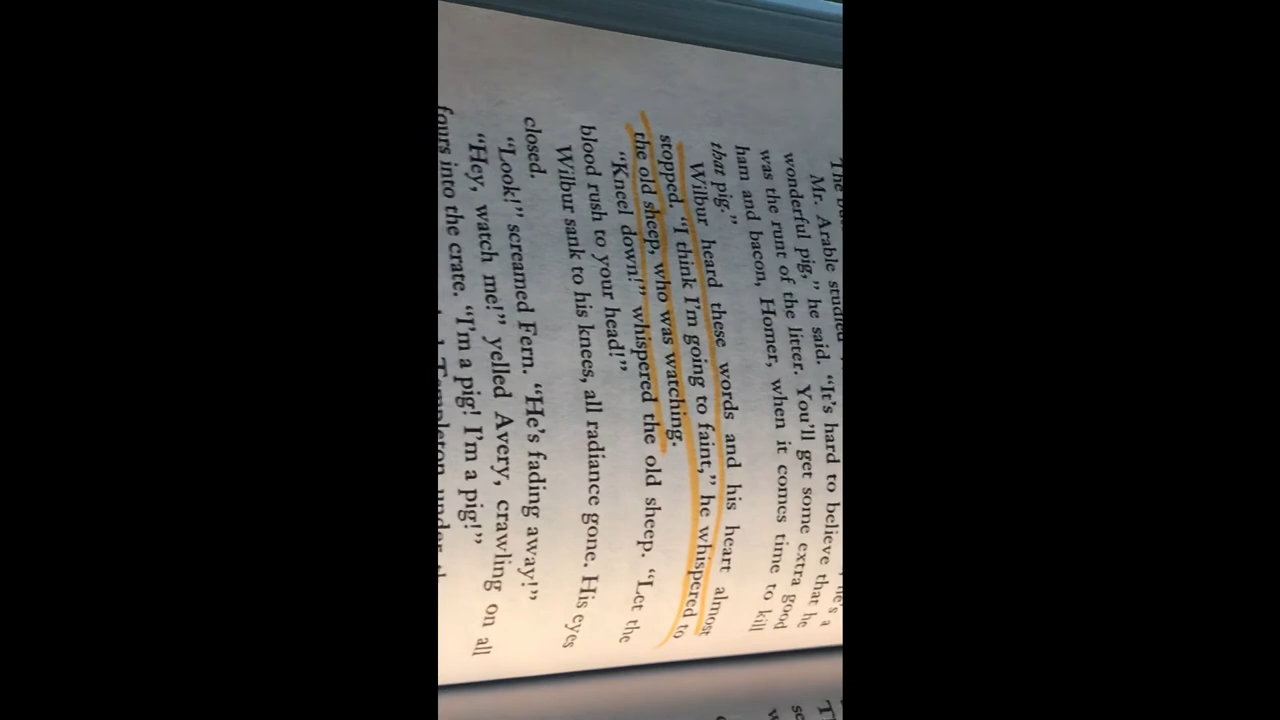 Mr. Arable studied
wonderful pig," he said. "It's hard to believe that he
was the runt of the litter. You'll get some extra good
ham and bacon, Homer, when it comes time to kill
that pig."
Wilbur heard these words and his heart almost
stopped. "I think I'm going to faint," he whispered to
the old sheep, who was watching.
"Kneel down!" whispered the old sheep. "Let the
blood rush to your head!"
Wilbur sank to his knees, all radiance gone. His eyes
closed.
"Look!" screamed Fern. "He's fading away!"
"Hey, watch me!" yelled Avery, crawling on all
fours into the crate. "I'm a pig! I'm a pig!"